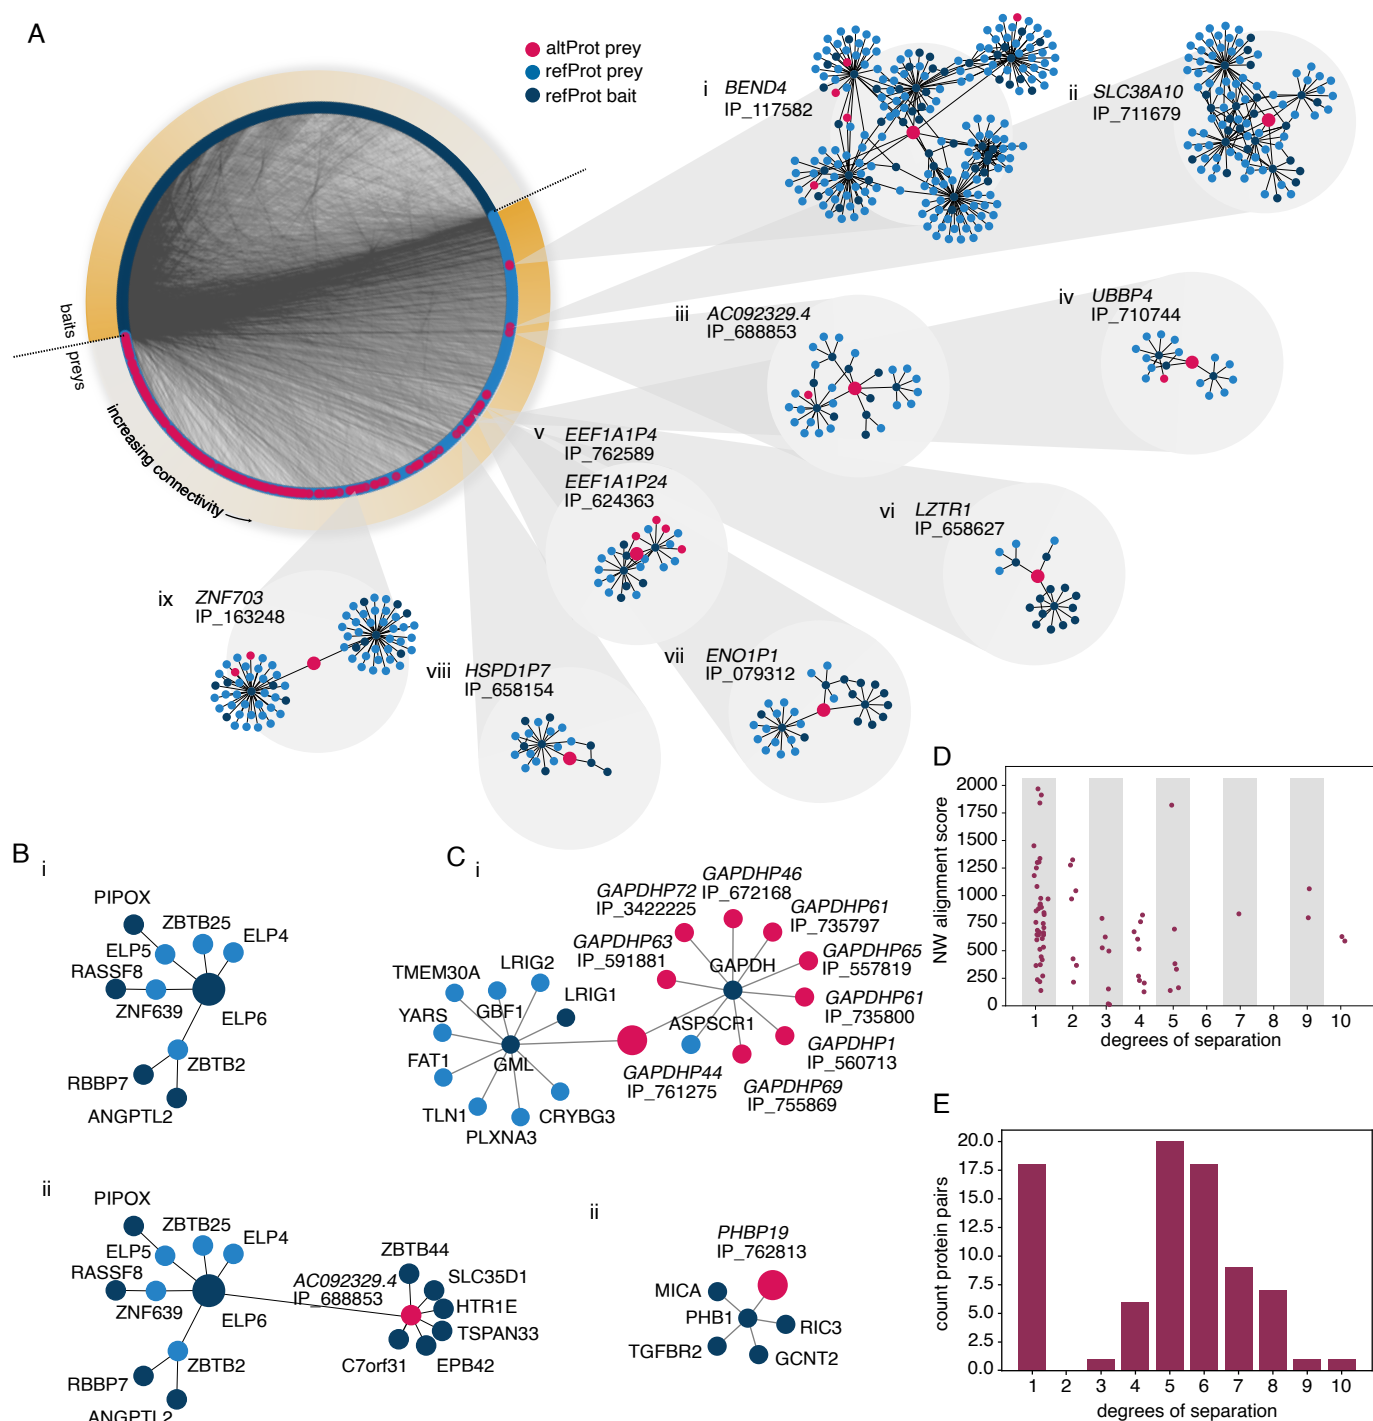 A
altProt prey
refProt prey
refProt bait
baits
preys
increasing connectivity
i
BEND4
IP_117582
ii
SLC38A10
IP_711679
iii
AC092329.4
IP_688853
iv
UBBP4
IP_710744
v
EEF1A1P4
IP_762589
EEF1A1P24
IP_624363
vi
LZTR1
IP_658627
vii
ENO1P1
IP_079312
viii
HSPD1P7
IP_658154
ix
ZNF703
IP_163248
B
i
PIPOX
ZBTB25
ELP4
ELP5
RASSF8
ZNF639
ELP6
ZBTB2
RBBP7
ANGPTL2
ii
PIPOX
ZBTB25
ELP4
ELP5
RASSF8
ZNF639
ELP6
ZBTB2
RBBP7
ANGPTL2
AC092329.4
IP_688853
ZBTB44
SLC35D1
HTR1E
TSPAN33
EPB42
C7orf31
C
i
GAPDHP46
IP_672168
GAPDHP72
IP_3422225
GAPDHP61
IP_735797
GAPDHP63
IP_591881
GAPDHP65
IP_557819
GAPDH
GAPDHP61
IP_735800
ASPSCR1
GAPDHP1
IP_560713
GAPDHP44
IP_761275
GAPDHP69
IP_755869
TMEM30A
LRIG2
GBF1
LRIG1
YARS
FAT1
GML
TLN1
PLXNA3
CRYBG3
ii
PHBP19
IP_762813
MICA
PHB1
RIC3
TGFBR2
GCNT2
D
NW alignment score
2000
1750
1500
1250
1000
750
500
250
0
1 2 3 4 5 6 7 8 9 10
degrees of separation
E
count protein pairs
20.0
17.5
15.0
12.5
10.0
7.5
5.0
2.5
0.0
1 2 3 4 5 6 7 8 9 10
degrees of separation